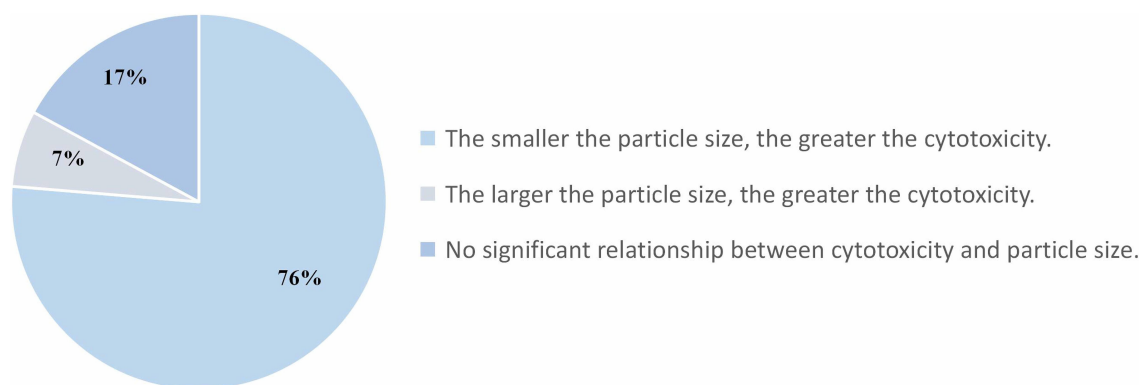 17%
7%
76%
The smaller the particle size, the greater the cytotoxicity.
The larger the particle size, the greater the cytotoxicity.
No significant relationship between cytotoxicity and particle size.